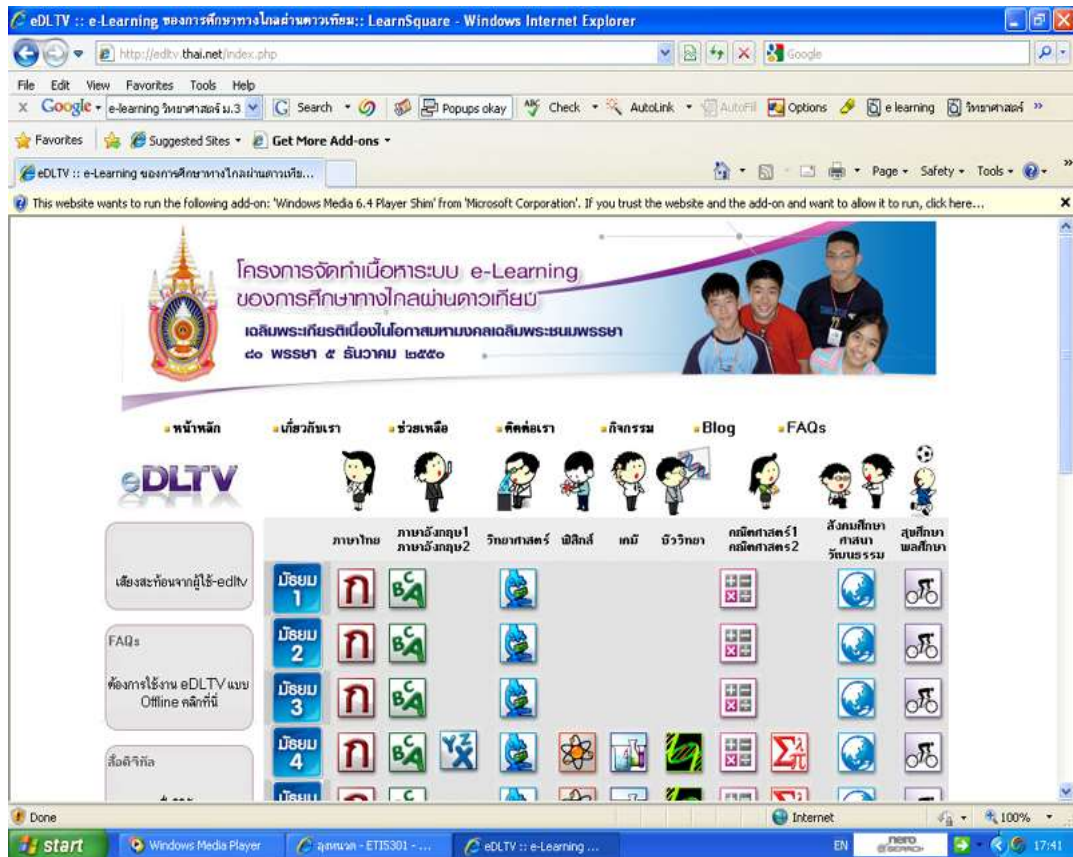 eDLTV :: e-Learning ของการศึกษาทางไกลผ่านดาวเทียม:: LearnSquare - Windows Internet Explorer
http://edltv.thai.net/index.php
Google
File Edit View Favorites Tools Help
x Google e-learning วิทยาศาสตร์ ม.3 Search Popups okay Check AutoLink AutoFill Options e learning วิทยาศาสตร์ »
Favorites Suggested Sites Get More Add-ons
eDLTV :: e-Learning ของการศึกษาทางไกลผ่านดาวเทีย... Page Safety Tools »
This website wants to run the following add-on: 'Windows Media 6.4 Player Shim' from 'Microsoft Corporation'. If you trust the website and the add-on and want to allow it to run, click here... x
โครงการจัดทำเนื้อหาระบบ e-Learning
ของการศึกษาทางไกลผ่านดาวเทียม
เฉลิมพระเกียรติเนื่องในโอกาสมหามงคลเฉลิมพระชนมพรรษา
๘๐ พรรษา ๕ ธันวาคม ๒๕๕๐
หน้าหลัก เกี่ยวกับเรา ช่วยเหลือ ติดต่อเรา กิจกรรม Blog FAQs
eDLTV
ภาษาไทย ภาษาอังกฤษ1 ภาษาอังกฤษ2 วิทยาศาสตร์ ฟิสิกส์ เคมี ชีววิทยา คณิตศาสตร์1 คณิตศาสตร์2 สังคมศึกษา ศาสนา วัฒนธรรม สุขศึกษา พลศึกษา
เสียงสะท้อนจากผู้ใช้-edltv
มัธยม 1 ก ABC
FAQs
ต้องการใช้งาน eDLTV แบบ
Offline คลิกที่นี่
มัธยม 2 ก ABC
มัธยม 3 ก ABC
สื่อดิจิทัล
มัธยม 4 ก ABC YZX Σ λ π
มัธยม
Done Internet 100%
start Windows Media Player - ETIS301 - ... eDLTV :: e-Learning ... EN nero SEARCH 17:41